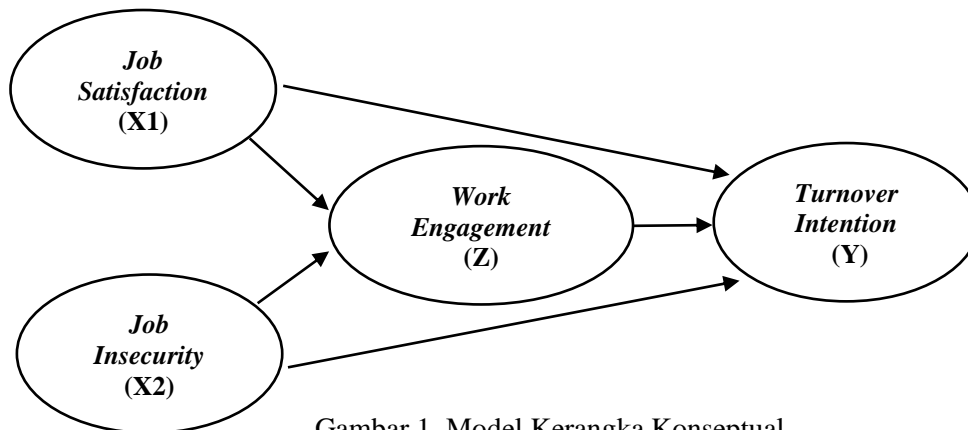 Job
Satisfaction
(X1)
Work
Engagement
(Z)
Turnover
Intention
(Y)
Job
Insecurity
(X2)
Gambar 1. Model Kerangka Konseptual